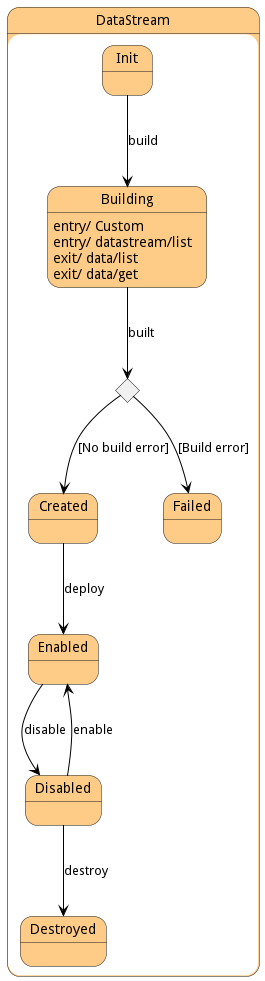 DataStream
Init
build
Building
entry/ Custom
entry/ datastream/list
exit/ data/list
exit/ data/get
built
[No build error]
[Build error]
Created
Failed
deploy
Enabled
disable
enable
Disabled
destroy
Destroyed